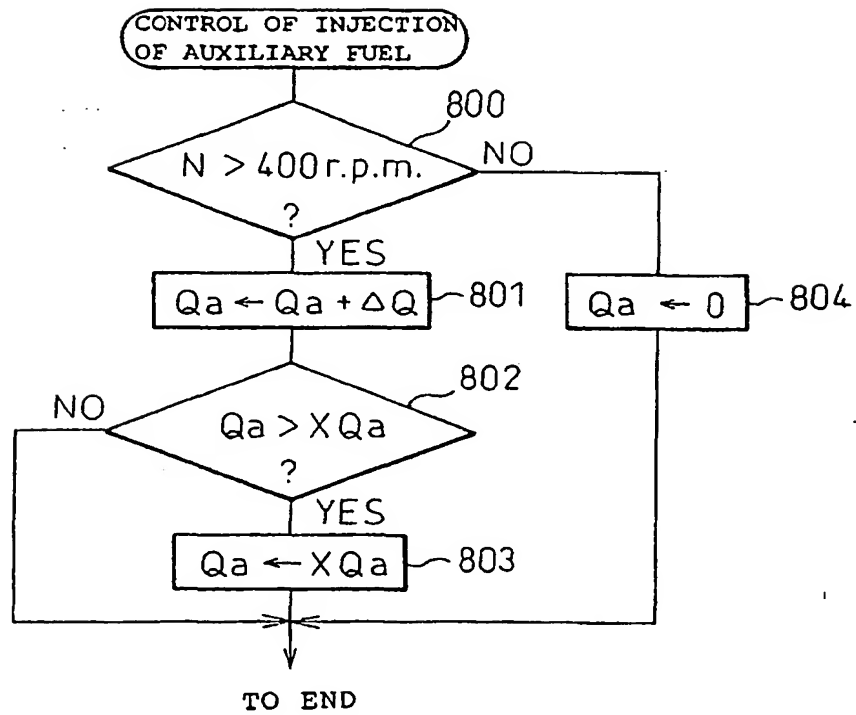 CONTROL OF INJECTION
OF AUXILIARY FUEL
800
N > 400 r.p.m.
?
NO
YES
Qa ← Qa + ΔQ
801
Qa ← 0
804
802
NO
Qa > XQa
?
YES
Qa ← XQa
803
TO END